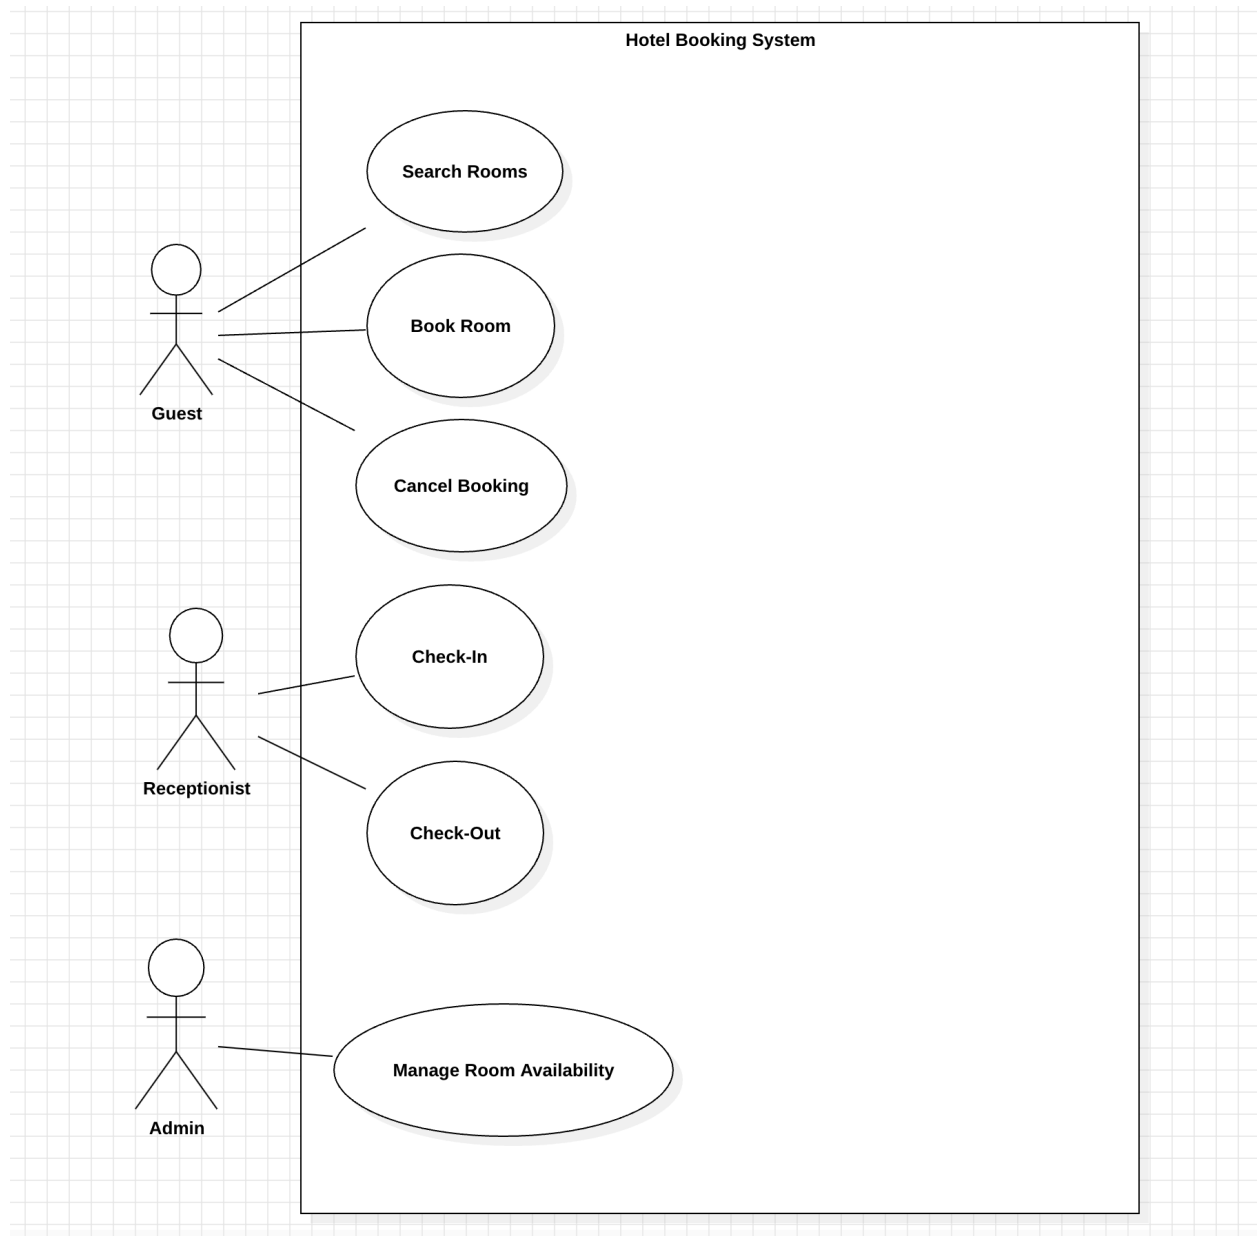 Hotel Booking System
Search Rooms
Book Room
Guest
Cancel Booking
Check-In
Receptionist
Check-Out
Manage Room Availability
Admin